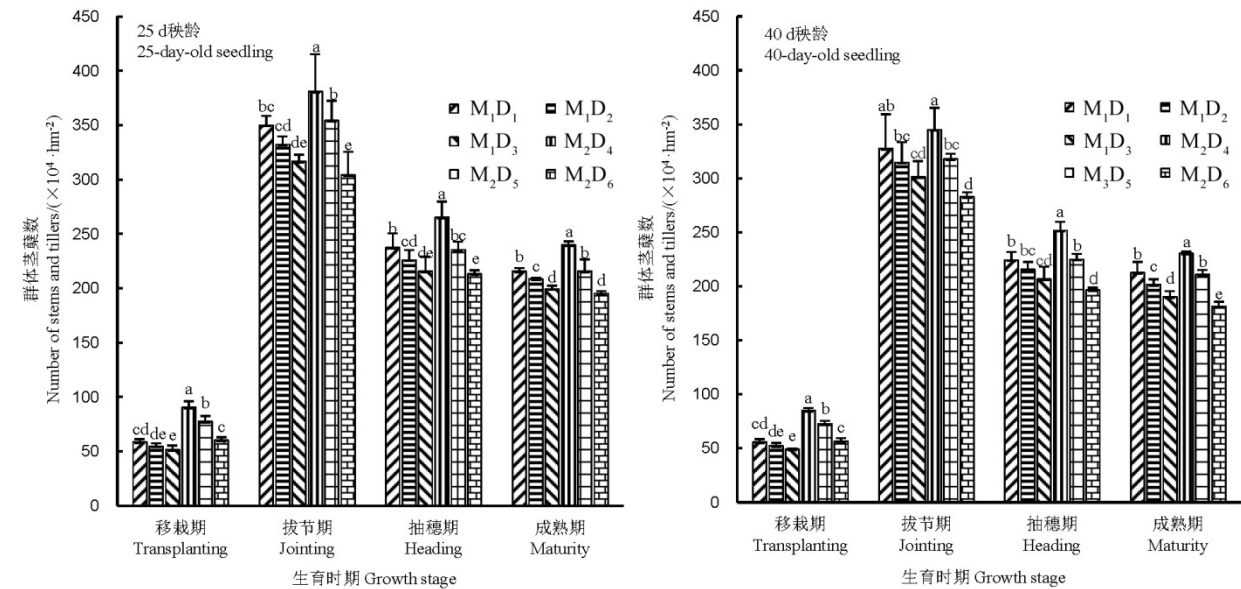 群体茎蘖数
Number of stems and tillers/(×10⁴·hm⁻²)
450
400
350
300
250
200
150
100
50
0
25 d秧龄
25-day-old seedling
M₁D₁
M₁D₂
M₁D₃
M₂D₄
M₂D₅
M₂D₆
cd
de
e
a
b
c
bc
cd
de
a
b
e
b
cd
de
a
bc
e
b
c
d
a
b
d
移栽期
Transplanting
拔节期
Jointing
抽穗期
Heading
成熟期
Maturity
生育时期 Growth stage
群体茎蘖数
Number of stems and tillers/(×10⁴·hm⁻²)
450
400
350
300
250
200
150
100
50
0
40 d秧龄
40-day-old seedling
M₁D₁
M₁D₂
M₁D₃
M₂D₄
M₃D₅
M₂D₆
cd
de
e
a
b
c
ab
bc
cd
a
bc
d
b
bc
cd
a
b
d
b
c
d
a
b
e
移栽期
Transplanting
拔节期
Jointing
抽穗期
Heading
成熟期
Maturity
生育时期 Growth stage